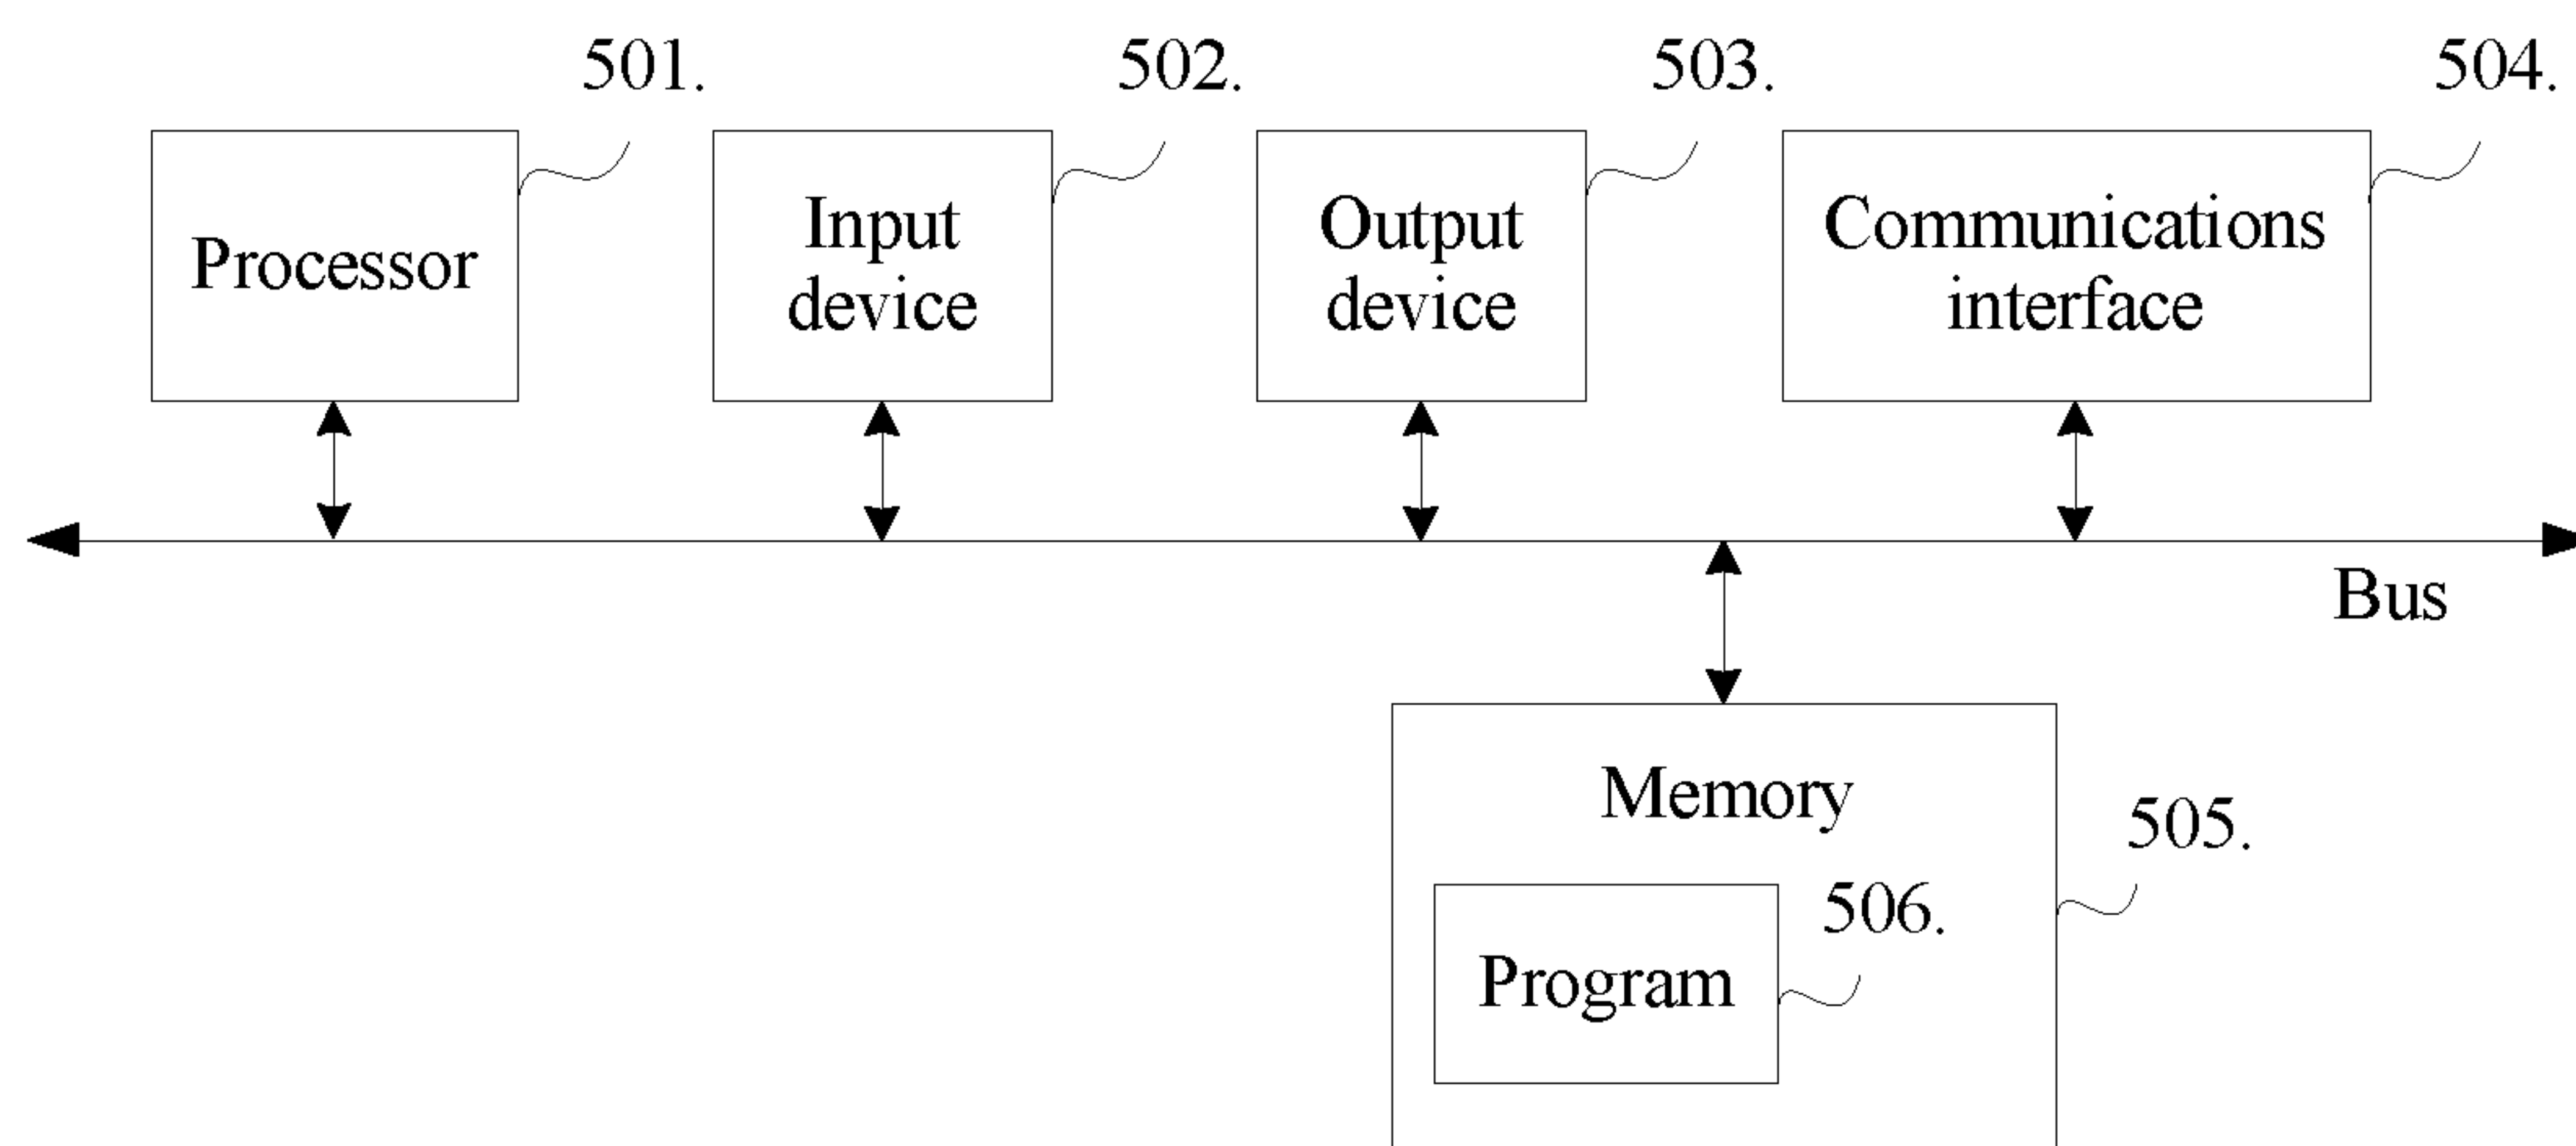 501.
502.
503.
504.
Processor
Input
device
Output
device
Communications
interface
Bus
Memory
505.
506.
Program